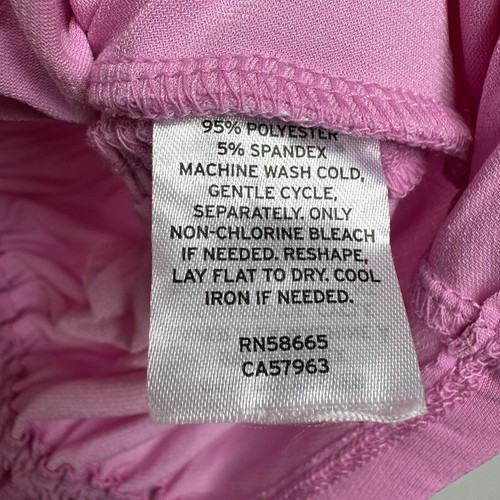 95% POLYESTER
5% SPANDEX
MACHINE WASH COLD,
GENTLE CYCLE,
SEPARATELY. ONLY
NON-CHLORINE BLEACH
IF NEEDED. RESHAPE,
LAY FLAT TO DRY. COOL
IRON IF NEEDED.
RN58665
CA57963